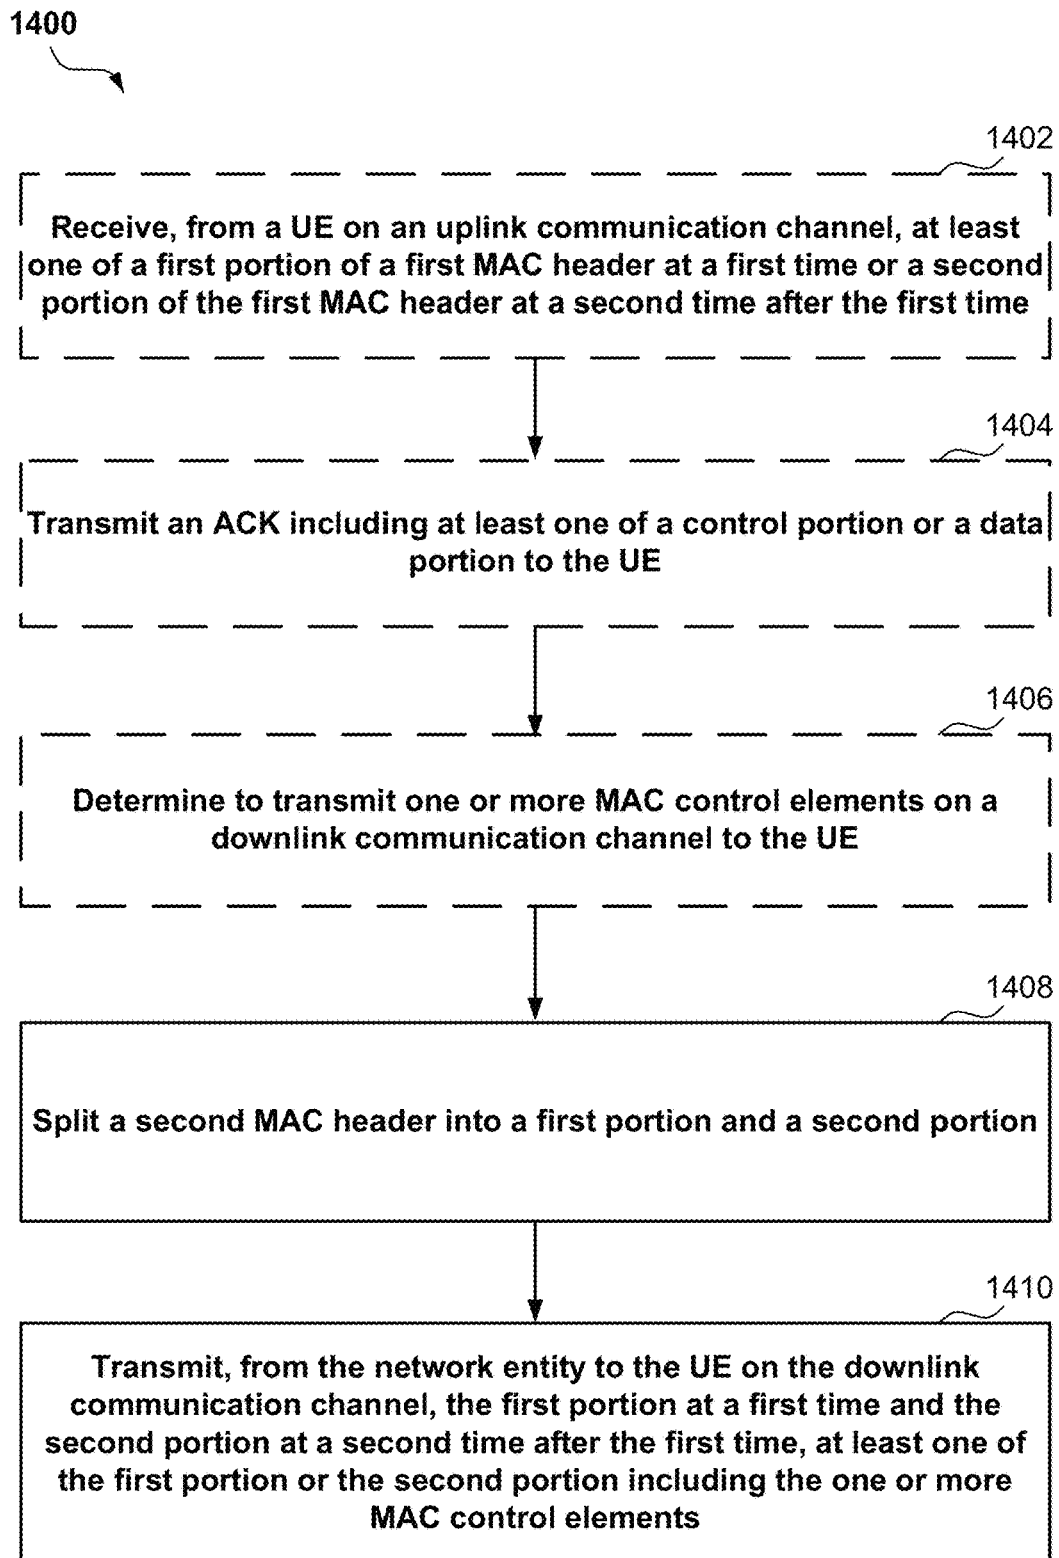 1400
1402
Receive, from a UE on an uplink communication channel, at least
one of a first portion of a first MAC header at a first time or a second
portion of the first MAC header at a second time after the first time
1404
Transmit an ACK including at least one of a control portion or a data
portion to the UE
1406
Determine to transmit one or more MAC control elements on a
downlink communication channel to the UE
1408
Split a second MAC header into a first portion and a second portion
1410
Transmit, from the network entity to the UE on the downlink
communication channel, the first portion at a first time and the
second portion at a second time after the first time, at least one of
the first portion or the second portion including the one or more
MAC control elements